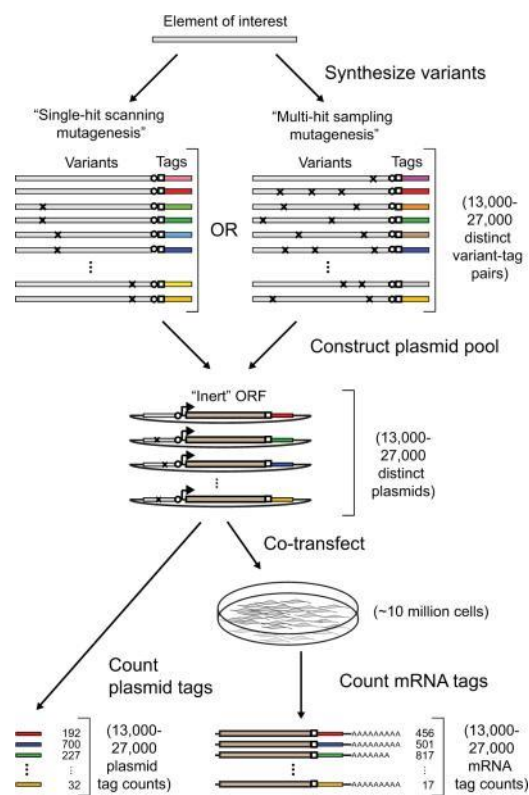 Element of interest
Synthesize variants
"Single-hit scanning
mutagenesis"
"Multi-hit sampling
mutagenesis"
Variants Tags
Variants Tags
OR
(13,000-
27,000
distinct
variant-tag
pairs)
Construct plasmid pool
"Inert" ORF
(13,000-
27,000
distinct
plasmids)
Co-transfect
(~10 million cells)
Count
plasmid tags
Count mRNA tags
192
700
227
32
(13,000-
27,000
plasmid
tag counts)
AAAAAAAAA 456
AAAAAAAAA 501
AAAAAAA 817
AAAAAAAAA 17
(13,000-
27,000
mRNA
tag counts)